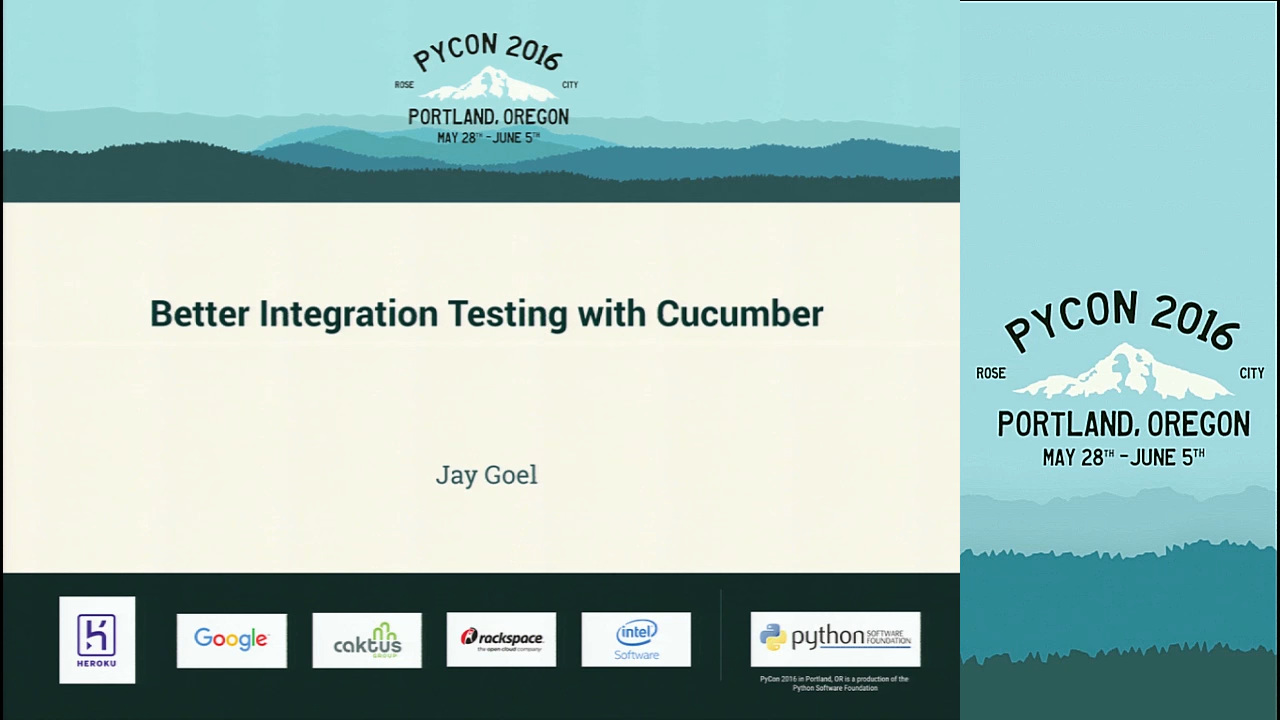 PYCON 2016
ROSE CITY
PORTLAND, OREGON
MAY 28TH - JUNE 5TH
Better Integration Testing with Cucumber
Jay Goel
HEROKU
Google
caktus
GROUP
rackspace
the open cloud company
intel
Software
python SOFTWARE
FOUNDATION
PyCon 2016 in Portland, OR is a production of the
Python Software Foundation
PYCON 2016
ROSE CITY
PORTLAND, OREGON
MAY 28TH - JUNE 5TH